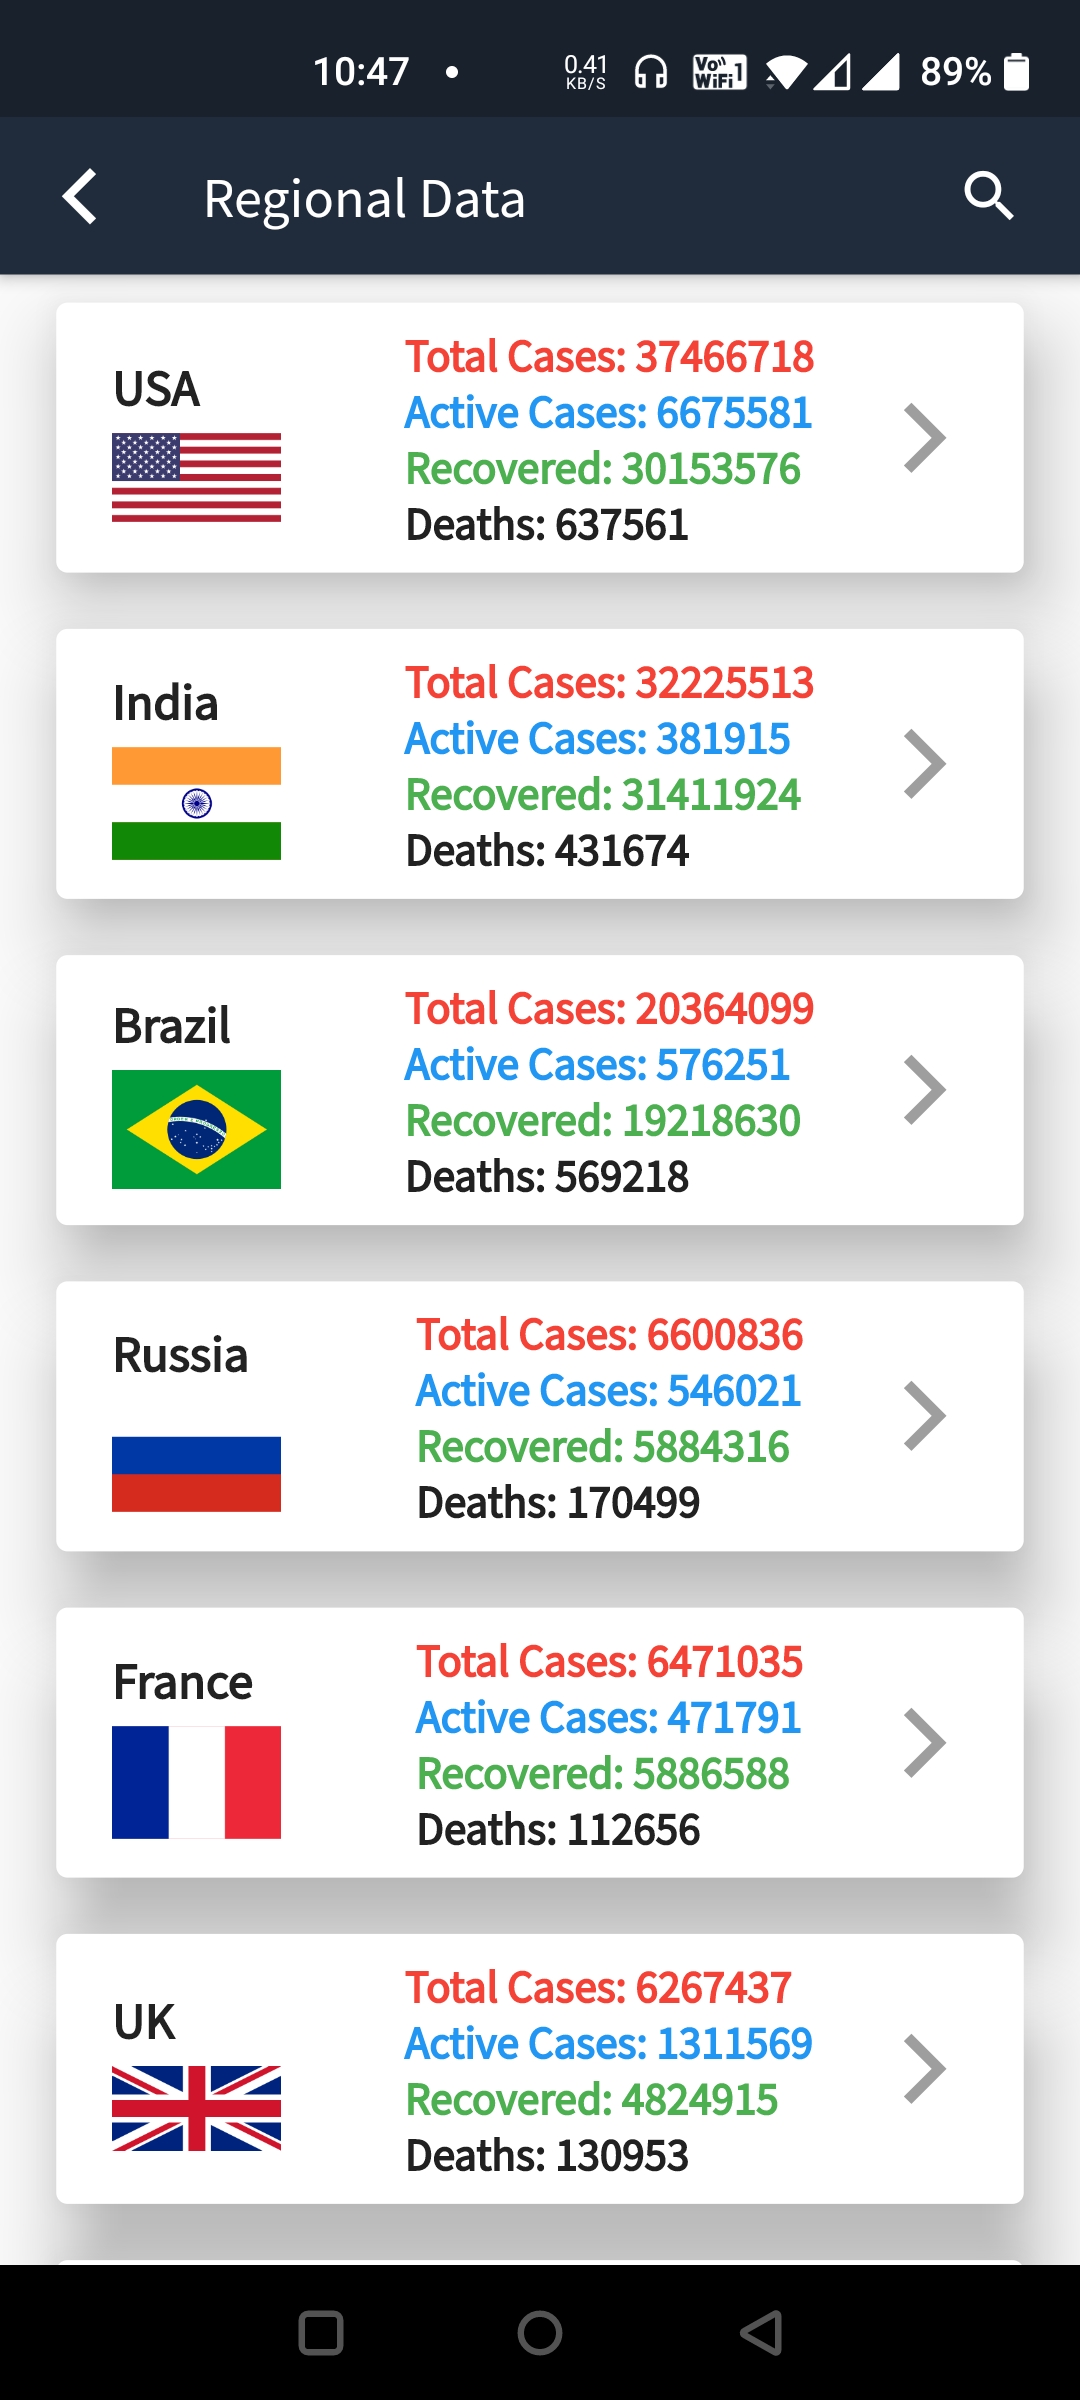 10:47
0.41
KB/S
Vo))
WiFi 1
89%
Regional Data
USA
Total Cases: 37466718
Active Cases: 6675581
Recovered: 30153576
Deaths: 637561
India
Total Cases: 32225513
Active Cases: 381915
Recovered: 31411924
Deaths: 431674
Brazil
Total Cases: 20364099
Active Cases: 576251
Recovered: 19218630
Deaths: 569218
Russia
Total Cases: 6600836
Active Cases: 546021
Recovered: 5884316
Deaths: 170499
France
Total Cases: 6471035
Active Cases: 471791
Recovered: 5886588
Deaths: 112656
UK
Total Cases: 6267437
Active Cases: 1311569
Recovered: 4824915
Deaths: 130953